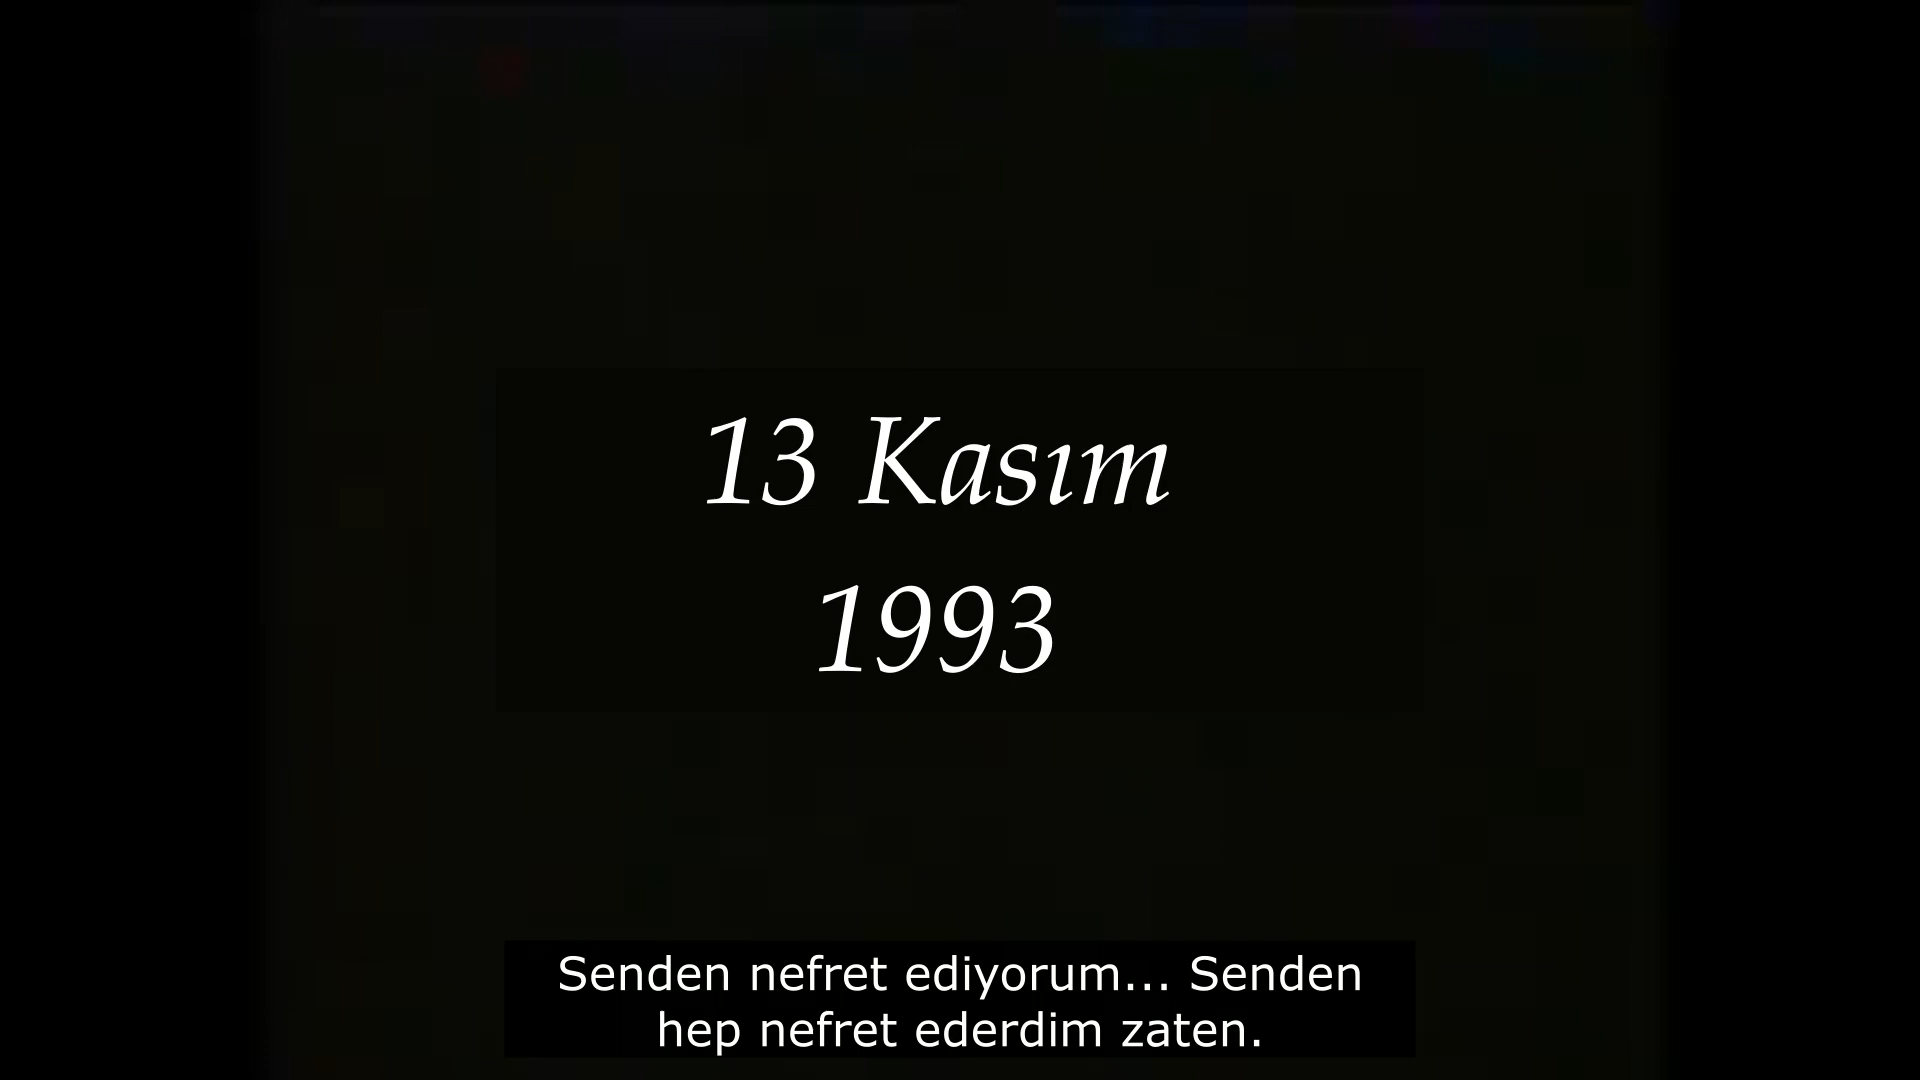 13 Kasım
1993
Senden nefret ediyorum... Senden
hep nefret ederdim zaten.